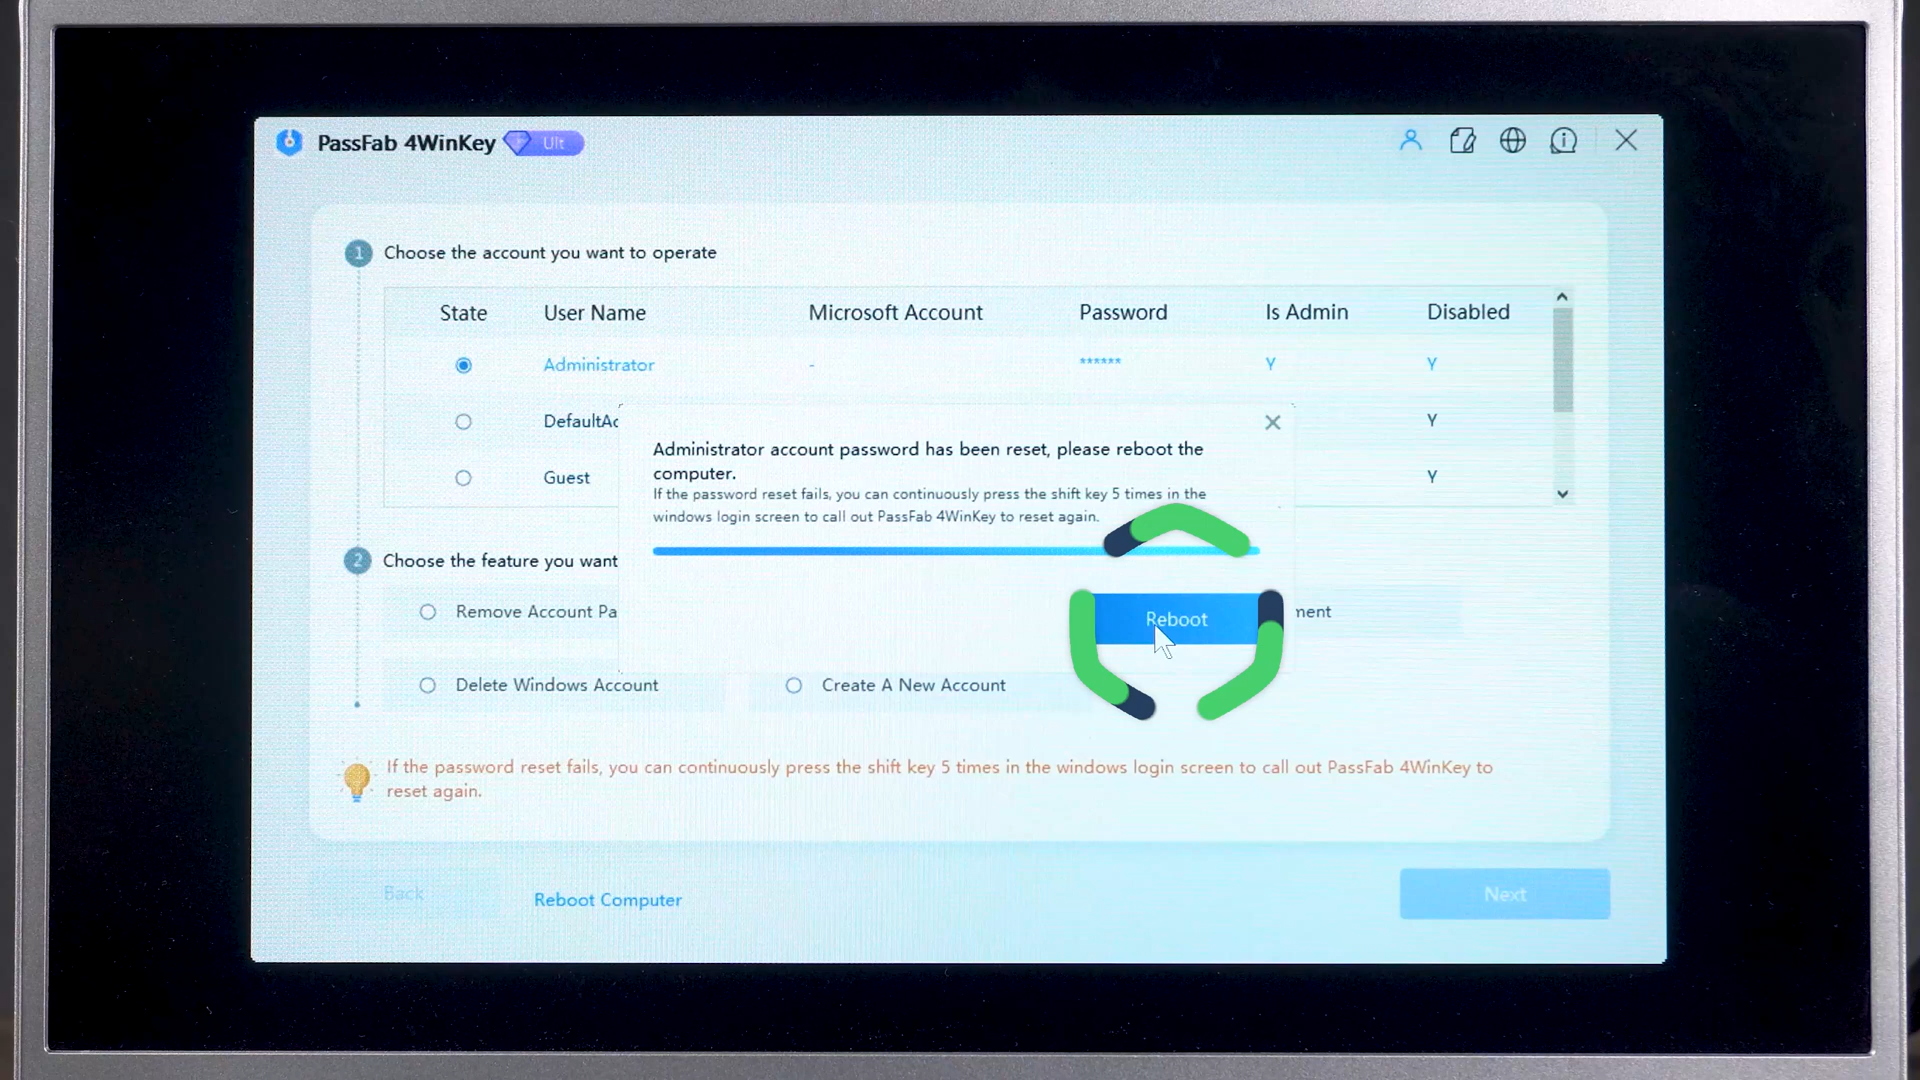 PassFab 4WinKey Ult
1 Choose the account you want to operate
State User Name Microsoft Account Password Is Admin Disabled
Administrator - ****** Y Y
DefaultAc Y
Guest Y
Administrator account password has been reset, please reboot the
computer.
If the password reset fails, you can continuously press the shift key 5 times in the
windows login screen to call out PassFab 4WinKey to reset again.
Reboot
2 Choose the feature you want
Remove Account Pa ment
Delete Windows Account Create A New Account
If the password reset fails, you can continuously press the shift key 5 times in the windows login screen to call out PassFab 4WinKey to
reset again.
Back Reboot Computer Next